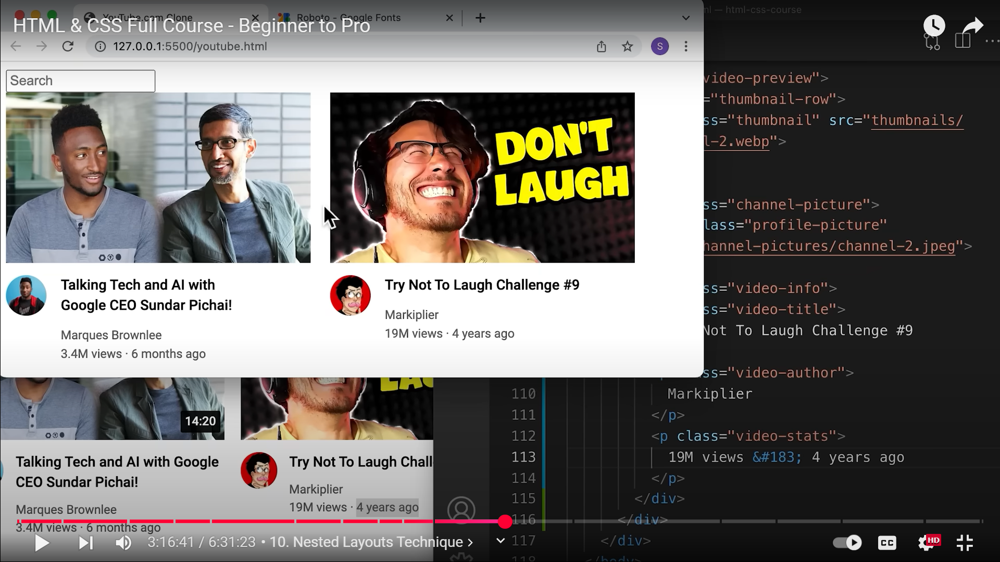 YouTube.com Clone
Roboto - Google Fonts
ml — html-css-course
HTML & CSS Full Course - Beginner to Pro
127.0.0.1:5500/youtube.html
S
Search
DON'T
LAUGH
Talking Tech and AI with
Google CEO Sundar Pichai!
Marques Brownlee
3.4M views · 6 months ago
Try Not To Laugh Challenge #9
Markiplier
19M views · 4 years ago
video-preview">
="thumbnail-row">
ss="thumbnail" src="thumbnails/
l-2.webp">
ss="channel-picture">
lass="profile-picture"
hannel-pictures/channel-2.jpeg">
ss="video-info">
ss="video-title">
Not To Laugh Challenge #9
ss="video-author">
110 Markiplier
111 </p>
112 <p class="video-stats">
113 19M views &#183; 4 years ago
114 </p>
115 </div>
116 </div>
117 </div>
118 </body>
14:20
Talking Tech and AI with Google
CEO Sundar Pichai!
Marques Brownlee
3.4M views · 6 months ago
Try Not To Laugh Chall
Markiplier
19M views · 4 years ago
3:16:41 / 6:31:23 • 10. Nested Layouts Technique
CC
HD